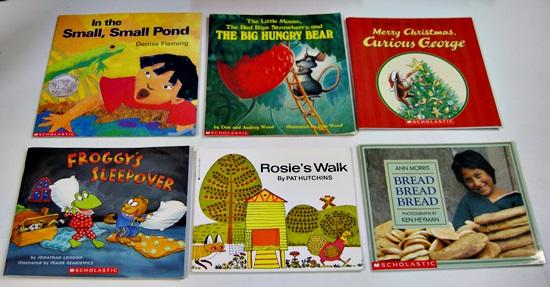 In the
Small, Small Pond
Denise Fleming
SCHOLASTIC
The Little Mouse,
The Red Ripe Strawberry, and
THE BIG HUNGRY BEAR
by Don and Audrey Wood
illustrated by Don Wood
SCHOLASTIC
Merry Christmas,
Curious George
SCHOLASTIC
FROGGY'S
SLEEPOVER
by JONATHAN LONDON
illustrated by FRANK REMKIEWICZ
SCHOLASTIC
Rosie's Walk
By PAT HUTCHINS
ANN MORRIS
BREAD
BREAD
BREAD
PHOTOGRAPHS BY
KEN HEYMAN
SCHOLASTIC